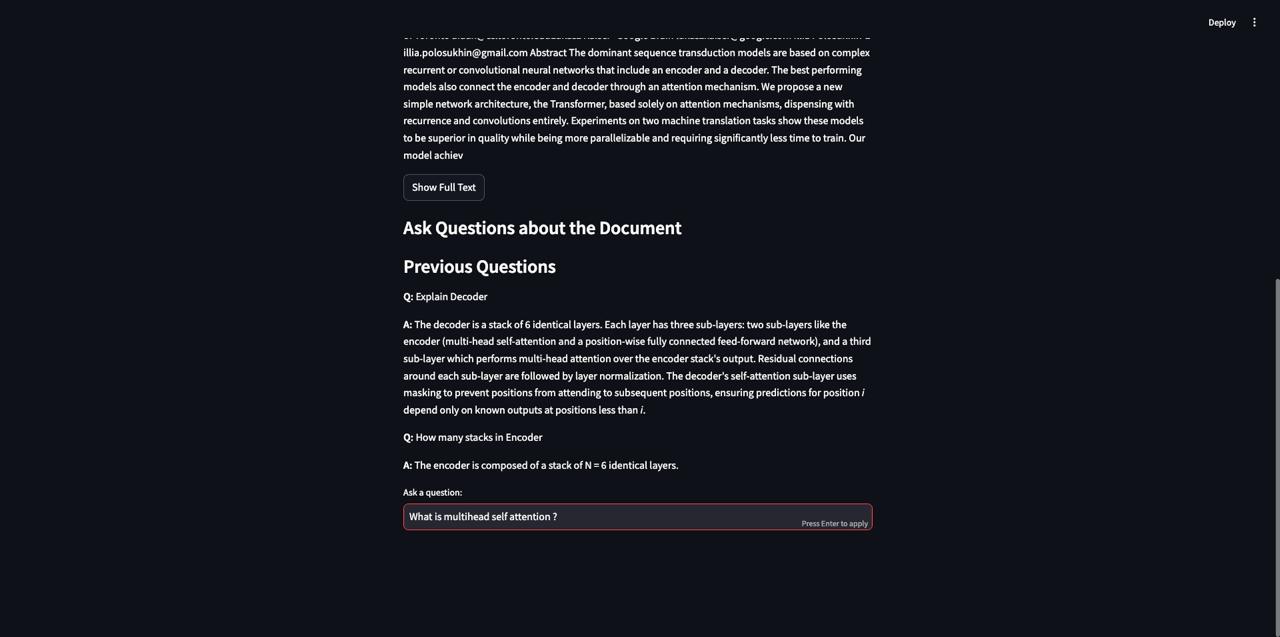 Deploy
illia.polosukhin@gmail.com Abstract The dominant sequence transduction models are based on complex
recurrent or convolutional neural networks that include an encoder and a decoder. The best performing
models also connect the encoder and decoder through an attention mechanism. We propose a new
simple network architecture, the Transformer, based solely on attention mechanisms, dispensing with
recurrence and convolutions entirely. Experiments on two machine translation tasks show these models
to be superior in quality while being more parallelizable and requiring significantly less time to train. Our
model achiev
Show Full Text
Ask Questions about the Document
Previous Questions
Q: Explain Decoder
A: The decoder is a stack of 6 identical layers. Each layer has three sub-layers: two sub-layers like the
encoder (multi-head self-attention and a position-wise fully connected feed-forward network), and a third
sub-layer which performs multi-head attention over the encoder stack's output. Residual connections
around each sub-layer are followed by layer normalization. The decoder's self-attention sub-layer uses
masking to prevent positions from attending to subsequent positions, ensuring predictions for position i
depend only on known outputs at positions less than i.
Q: How many stacks in Encoder
A: The encoder is composed of a stack of N = 6 identical layers.
Ask a question:
What is multihead self attention ?
Press Enter to apply